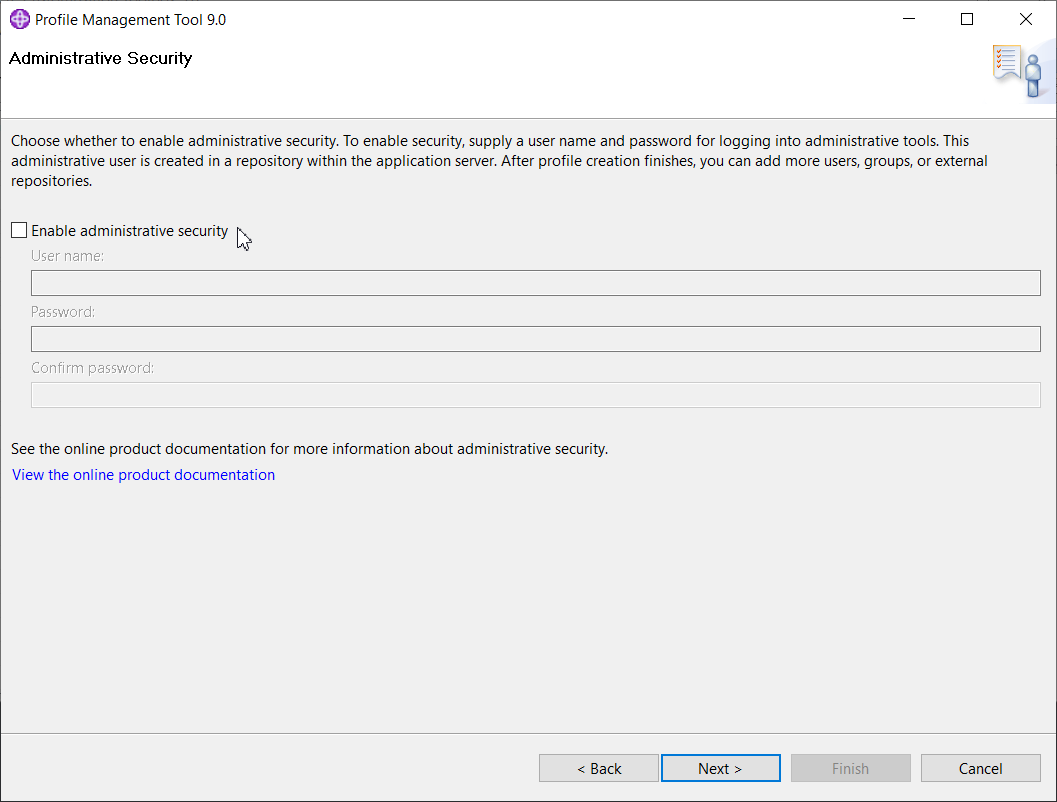 Profile Management Tool 9.0
Administrative Security
Choose whether to enable administrative security. To enable security, supply a user name and password for logging into administrative tools. This
administrative user is created in a repository within the application server. After profile creation finishes, you can add more users, groups, or external
repositories.
Enable administrative security
User name:
Password:
Confirm password:
See the online product documentation for more information about administrative security.
View the online product documentation
< Back
Next >
Finish
Cancel